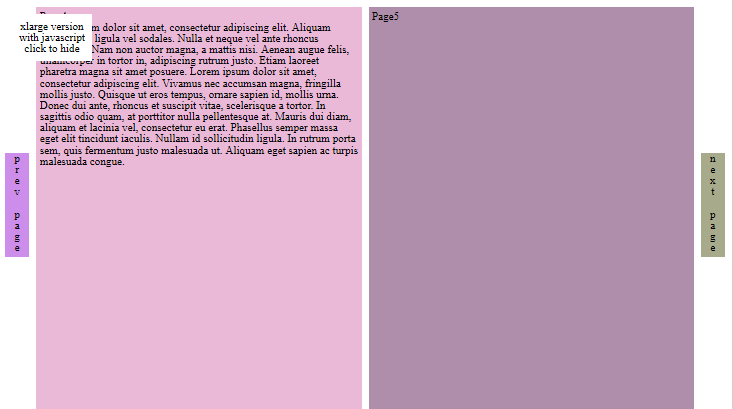 xlarge version
with javascript
click to hide
m dolor sit amet, consectetur adipiscing elit. Aliquam
ligula vel sodales. Nulla et neque vel ante rhoncus
Nam non auctor magna, a mattis nisi. Aenean augue felis,
ullamcorper in tortor in, adipiscing rutrum justo. Etiam laoreet
pharetra magna sit amet posuere. Lorem ipsum dolor sit amet,
consectetur adipiscing elit. Vivamus nec accumsan magna, fringilla
mollis justo. Quisque ut eros tempus, ornare sapien id, mollis urna.
Donec dui ante, rhoncus et suscipit vitae, scelerisque a tortor. In
sagittis odio quam, at porttitor nulla pellentesque at. Mauris dui diam,
aliquam et lacinia vel, consectetur eu erat. Phasellus semper massa
eget elit tincidunt iaculis. Nullam id sollicitudin ligula. In rutrum porta
sem, quis fermentum justo malesuada ut. Aliquam eget sapien ac turpis
malesuada congue.
Page5
prev page
next page